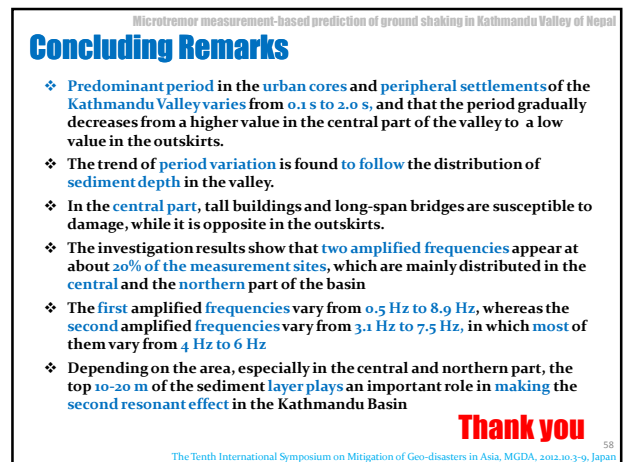 Microtremor measurement-based prediction of ground shaking in Kathmandu Valley of Nepal
Concluding Remarks
❖ Predominant period in the urban cores and peripheral settlements of the
Kathmandu Valley varies from 0.1 s to 2.0 s, and that the period gradually
decreases from a higher value in the central part of the valley to a low
value in the outskirts.
❖ The trend of period variation is found to follow the distribution of
sediment depth in the valley.
❖ In the central part, tall buildings and long-span bridges are susceptible to
damage, while it is opposite in the outskirts.
❖ The investigation results show that two amplified frequencies appear at
about 20% of the measurement sites, which are mainly distributed in the
central and the northern part of the basin
❖ The first amplified frequencies vary from 0.5 Hz to 8.9 Hz, whereas the
second amplified frequencies vary from 3.1 Hz to 7.5 Hz, in which most of
them vary from 4 Hz to 6 Hz
❖ Depending on the area, especially in the central and northern part, the
top 10-20 m of the sediment layer plays an important role in making the
second resonant effect in the Kathmandu Basin
Thank you
58
The Tenth International Symposium on Mitigation of Geo-disasters in Asia, MGDA, 2012.10.3-9, Japan